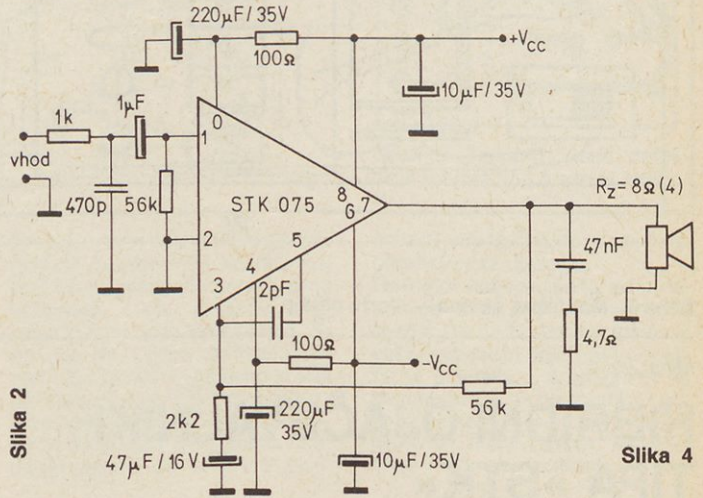 220µF/35V
100Ω
+VCC
10µF/35V
1µF
1k
0
1
vhod
470p
56k
STK 075
8
6
7
RZ = 8Ω(4)
2
5
47nF
4
3
2pF
100Ω
-VCC
4,7Ω
56k
2k2
220µF
35V
47µF/16V
10µF/35V
Slika 2
Slika 4